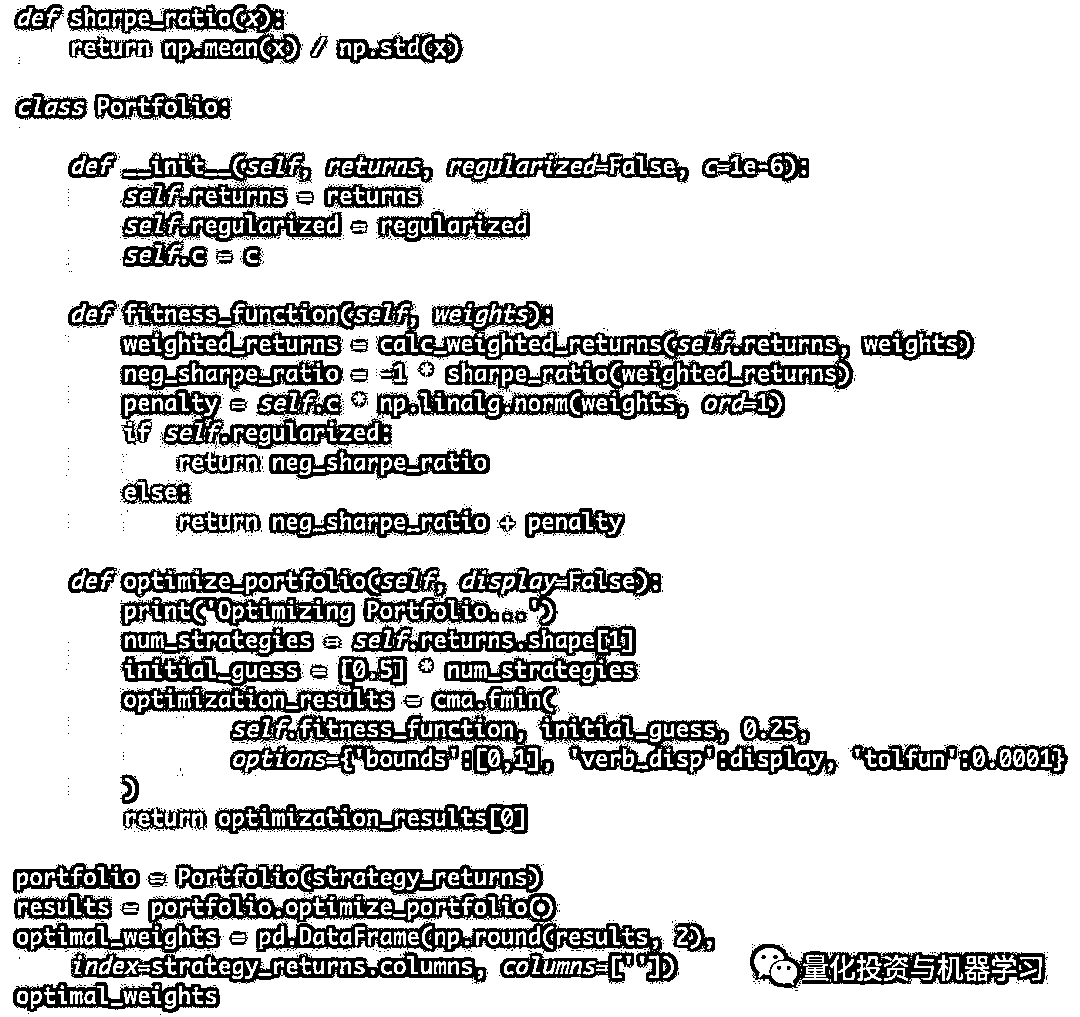 def sharpe_ratio(x):
    return np.mean(x) / np.std(x)

class Portfolio:

    def __init__(self, returns, regularized=False, c=1e-6):
        self.returns = returns
        self.regularized = regularized
        self.c = c

    def fitness_function(self, weights):
        weighted_returns = calc_weighted_returns(self.returns, weights)
        neg_sharpe_ratio = -1 * sharpe_ratio(weighted_returns)
        penalty = self.c * np.linalg.norm(weights, ord=1)
        if self.regularized:
            return neg_sharpe_ratio
        else:
            return neg_sharpe_ratio + penalty

    def optimize_portfolio(self, display=False):
        print('Optimizing Portfolio...')
        num_strategies = self.returns.shape[1]
        initial_guess = [0.5] * num_strategies
        optimization_results = cma.fmin(
                self.fitness_function, initial_guess, 0.25,
                options={'bounds':[0,1], 'verb_disp':display, 'tolfun':0.0001}
        )
        return optimization_results[0]

portfolio = Portfolio(strategy_returns)
results = portfolio.optimize_portfolio()
optimal_weights = pd.DataFrame(np.round(results, 2),
    index=strategy_returns.columns, columns=[''])
optimal_weights
量化投资与机器学习